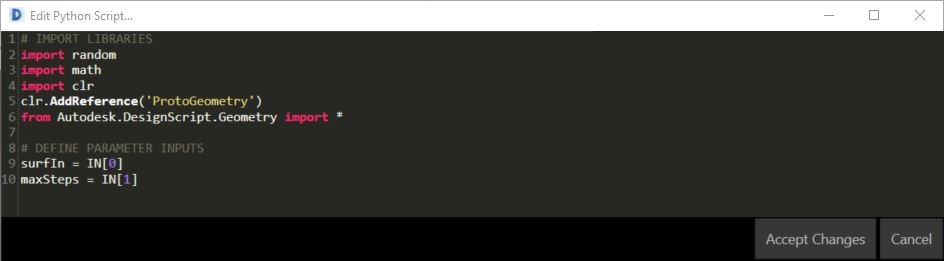 Edit Python Script...
1 # IMPORT LIBRARIES
2 import random
3 import math
4 import clr
5 clr.AddReference('ProtoGeometry')
6 from Autodesk.DesignScript.Geometry import *
7
8 # DEFINE PARAMETER INPUTS
9 surfIn = IN[0]
10 maxSteps = IN[1]
Accept Changes Cancel